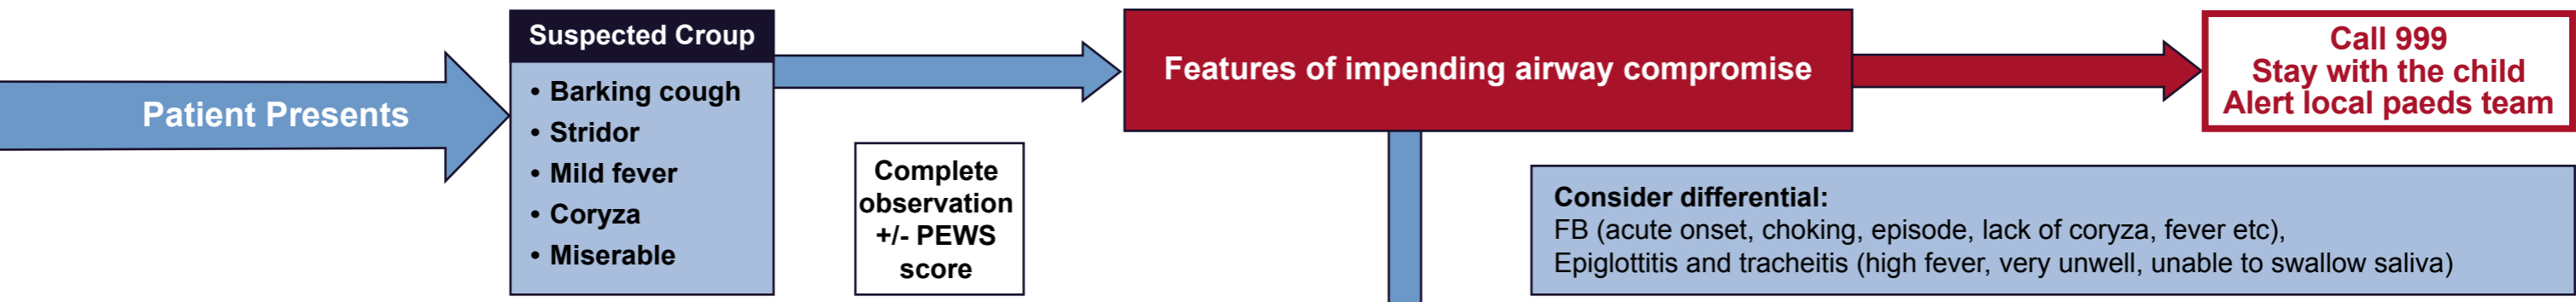 Patient Presents
Suspected Croup
• Barking cough
• Stridor
• Mild fever
• Coryza
• Miserable
Complete
observation
+/- PEWS
score
Features of impending airway compromise
Call 999
Stay with the child
Alert local paeds team
Consider differential:
FB (acute onset, choking, episode, lack of coryza, fever etc),
Epiglottitis and tracheitis (high fever, very unwell, unable to swallow saliva)